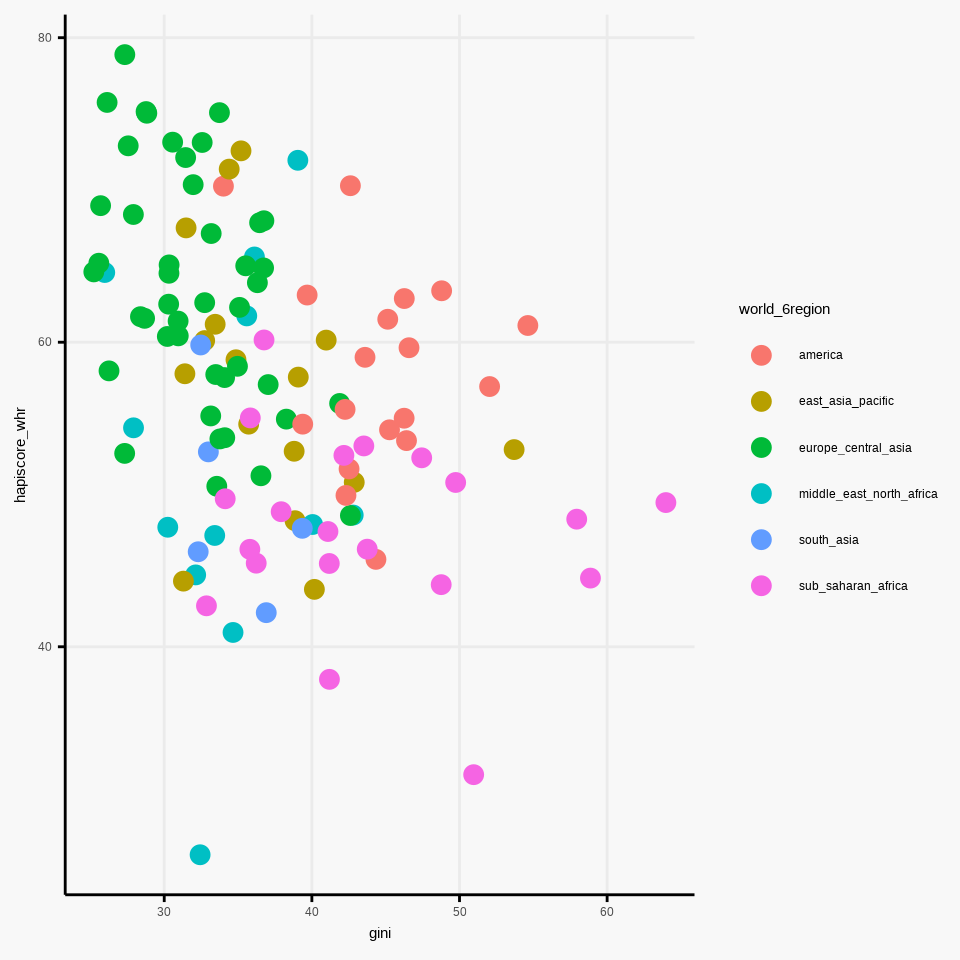 80
60
40
hapiscore_whr
30 40 50 60
gini
world_6region
america
east_asia_pacific
europe_central_asia
middle_east_north_africa
south_asia
sub_saharan_africa